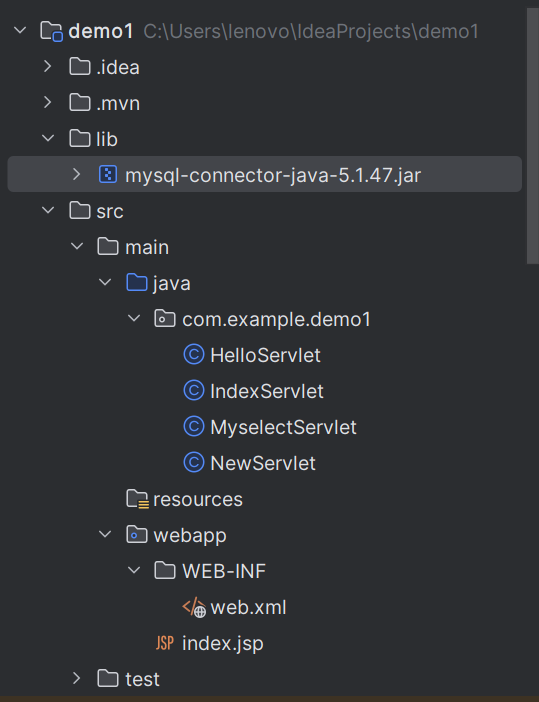 demo1 C:\Users\lenovo\IdeaProjects\demo1
.idea
.mvn
lib
mysql-connector-java-5.1.47.jar
src
main
java
com.example.demo1
C HelloServlet
C IndexServlet
C MyselectServlet
C NewServlet
resources
webapp
WEB-INF
</> web.xml
JSP index.jsp
test